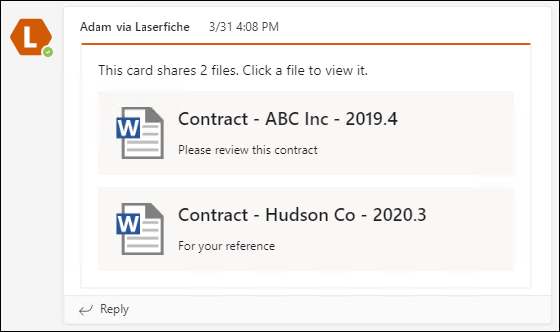 L
Adam via Laserfiche 3/31 4:08 PM
This card shares 2 files. Click a file to view it.
W
Contract - ABC Inc - 2019.4
Please review this contract
W
Contract - Hudson Co - 2020.3
For your reference
Reply